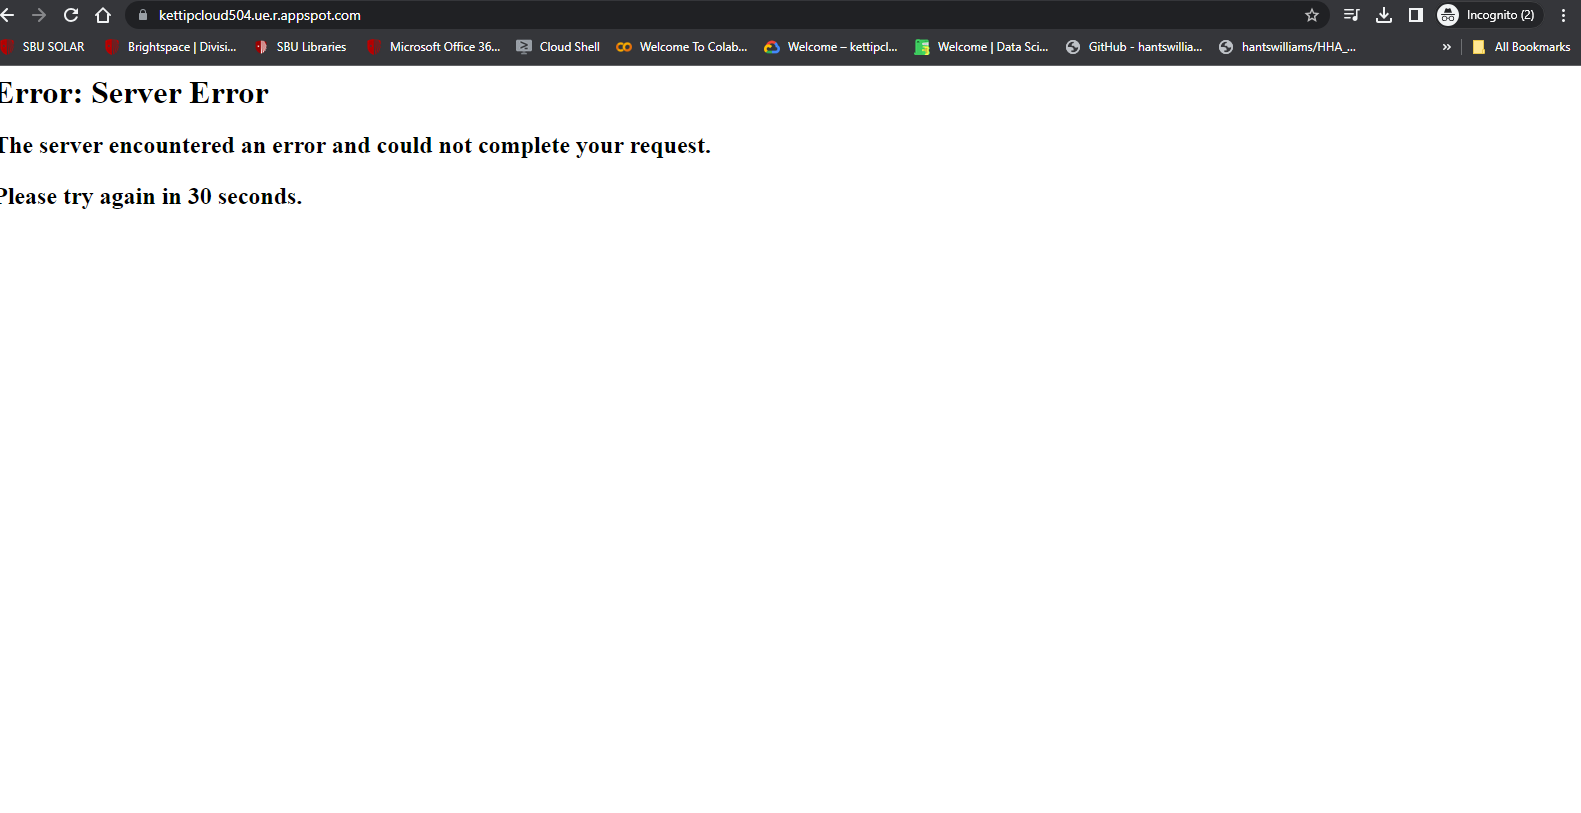 kettipcloud504.ue.r.appspot.com
Incognito (2)
SBU SOLAR
Brightspace | Divisi...
SBU Libraries
Microsoft Office 36...
Cloud Shell
Welcome To Colab...
Welcome – kettipcl...
Welcome | Data Sci...
GitHub - hantswillia...
hantswilliams/HHA_...
»
All Bookmarks
Error: Server Error
The server encountered an error and could not complete your request.
Please try again in 30 seconds.